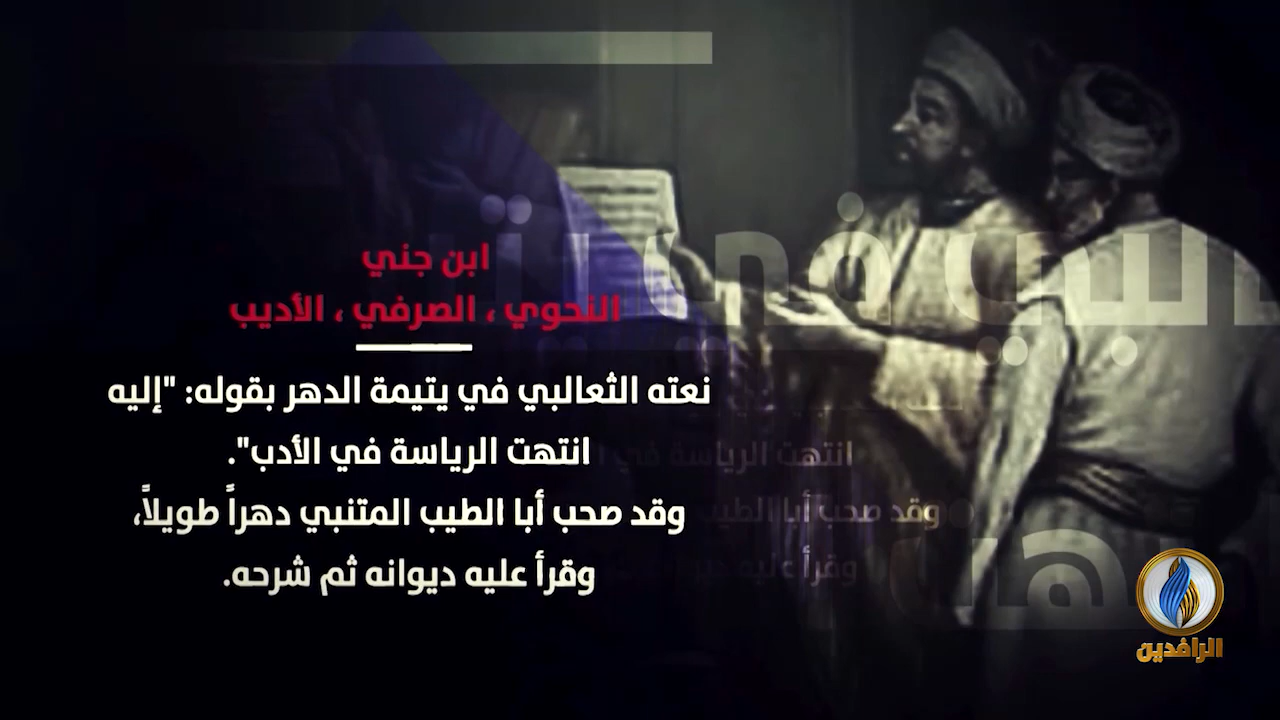 ابن جني
النحوي ، الصرفي ، الأديب
نعته الثعالبي في يتيمة الدهر بقوله: "إليه
انتهت الرياسة في الأدب".
وقد صحب أبا الطيب المتنبي دهراً طويلاً،
وقرأ عليه ديوانه ثم شرحه.
الرافدين